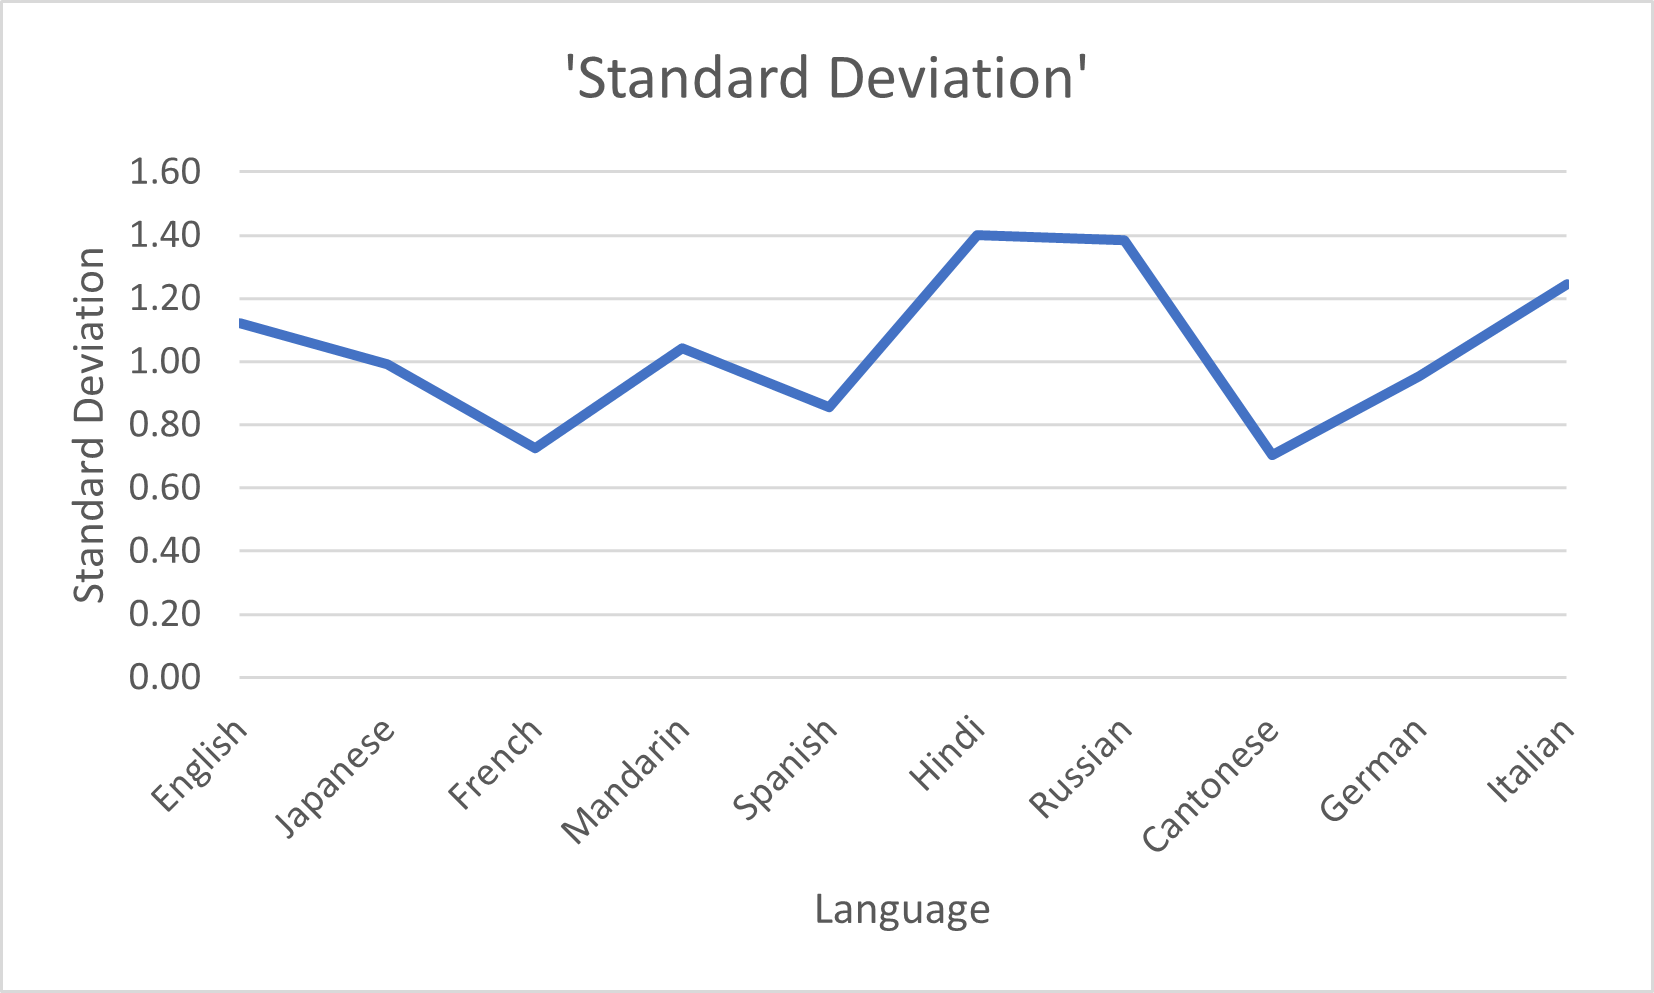 'Standard Deviation'
Standard Deviation
1.60
1.40
1.20
1.00
0.80
0.60
0.40
0.20
0.00
English
Japanese
French
Mandarin
Spanish
Hindi
Russian
Cantonese
German
Italian
Language